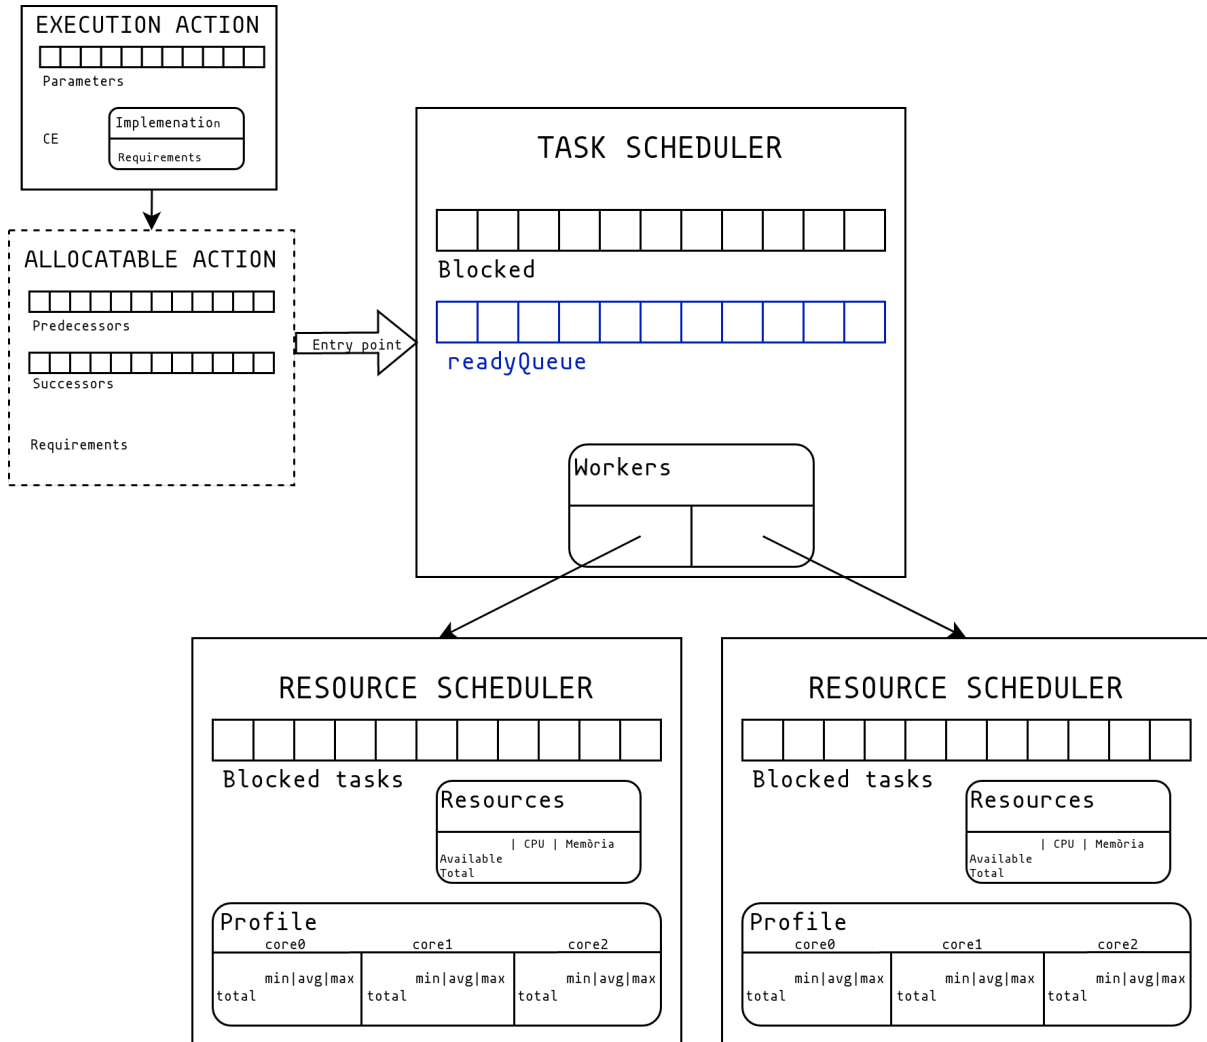 EXECUTION ACTION
Parameters
CE
Implemenation
Requirements
ALLOCATABLE ACTION
Predecessors
Successors
Requirements
Entry point
TASK SCHEDULER
Blocked
readyQueue
Workers
RESOURCE SCHEDULER
Blocked tasks
Resources
| CPU | Memòria
Available
Total
Profile
core0 core1 core2
min|avg|max min|avg|max min|avg|max
total total total
RESOURCE SCHEDULER
Blocked tasks
Resources
| CPU | Memòria
Available
Total
Profile
core0 core1 core2
min|avg|max min|avg|max min|avg|max
total total total